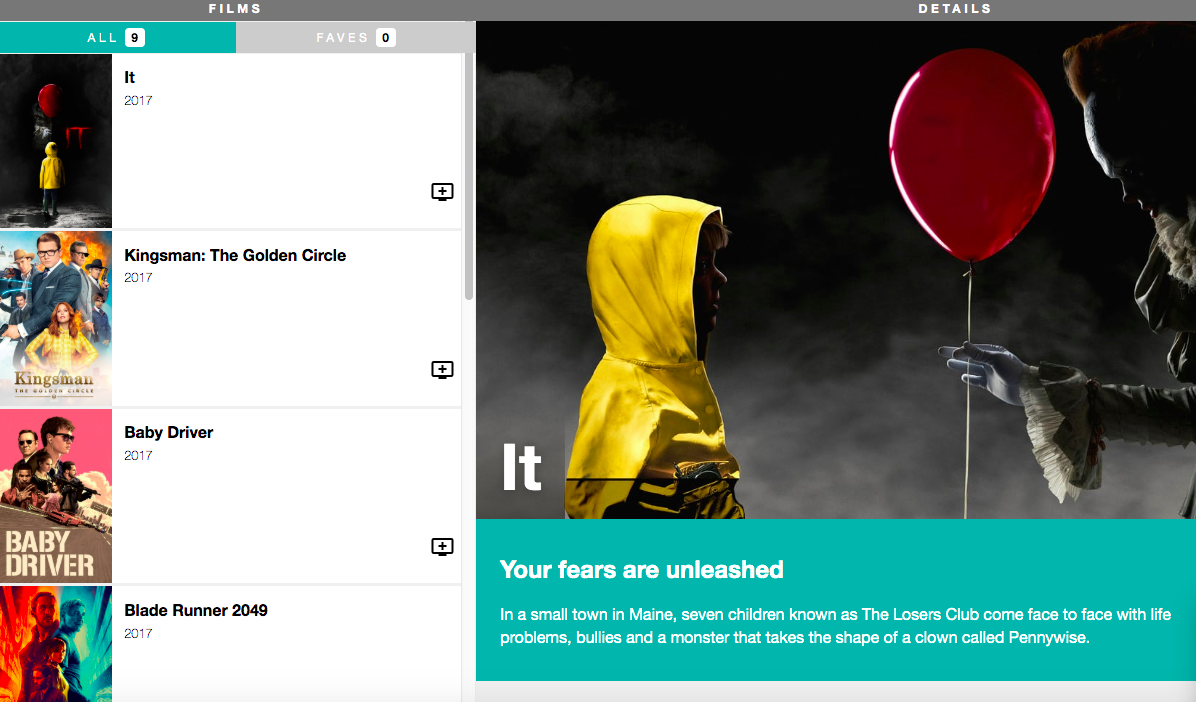 FILMS
DETAILS
ALL 9
FAVES 0
It
2017
Kingsman: The Golden Circle
2017
Kingsman
THE GOLDEN CIRCLE
Baby Driver
2017
BABY
DRIVER
Blade Runner 2049
2017
It
Your fears are unleashed
In a small town in Maine, seven children known as The Losers Club come face to face with life
problems, bullies and a monster that takes the shape of a clown called Pennywise.